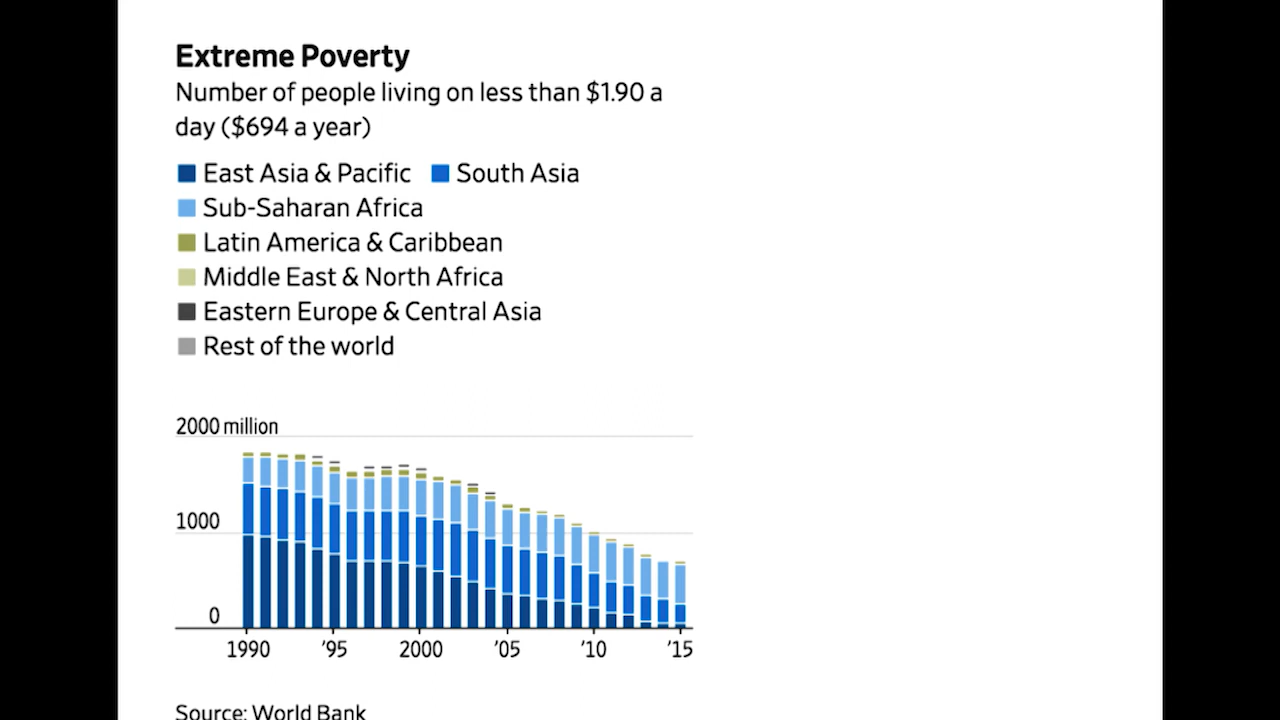 Extreme Poverty
Number of people living on less than $1.90 a
day ($694 a year)
East Asia & Pacific South Asia
Sub-Saharan Africa
Latin America & Caribbean
Middle East & North Africa
Eastern Europe & Central Asia
Rest of the world
2000 million
1000
0
1990 '95 2000 '05 '10 '15
Source: World Bank